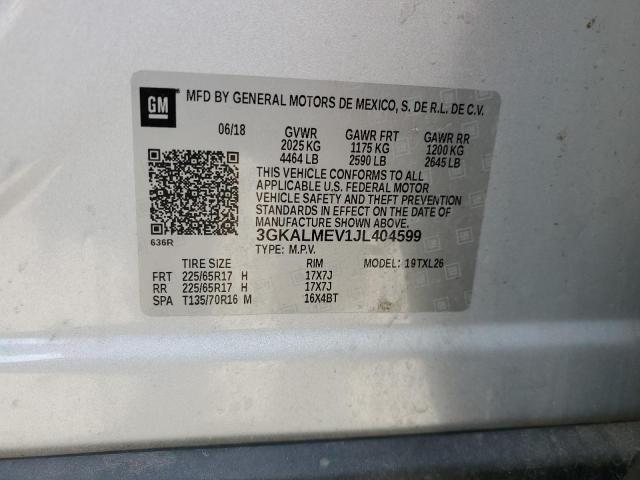 GM
MFD BY GENERAL MOTORS DE MEXICO, S. DE R.L. DE C.V.
06/18 GVWR GAWR FRT GAWR RR
2025 KG 1175 KG 1200 KG
4464 LB 2590 LB 2645 LB
THIS VEHICLE CONFORMS TO ALL
APPLICABLE U.S. FEDERAL MOTOR
VEHICLE SAFETY AND THEFT PREVENTION
STANDARDS IN EFFECT ON THE DATE
OF MANUFACTURE SHOWN ABOVE.
3GKALMEV1JL404599
636R TYPE: M.P.V. MODEL: 19TXL26
TIRE SIZE RIM
FRT 225/65R17 H 17X7J
RR 225/65R17 H 17X7J
SPA T135/70R16 M 16X4BT